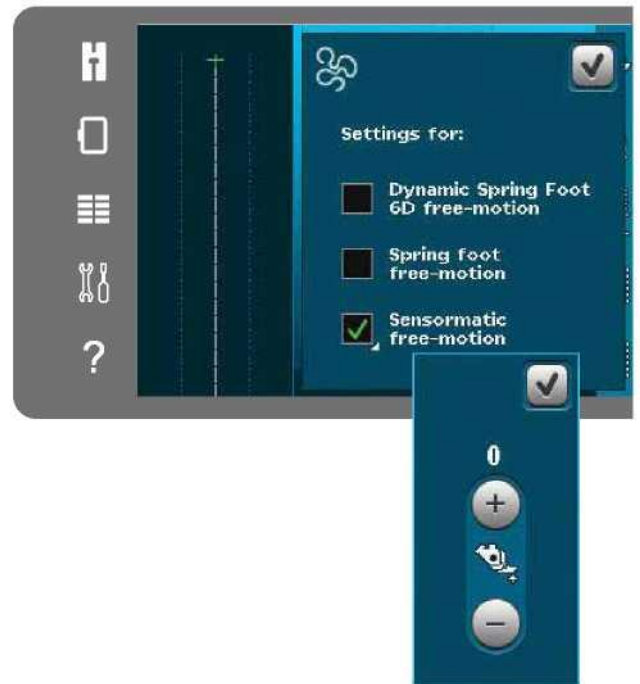 ?
Settings for:
Dynamic Spring Foot
6D free-motion
Spring foot
free-motion
Sensormatic
free-motion
0
+
−